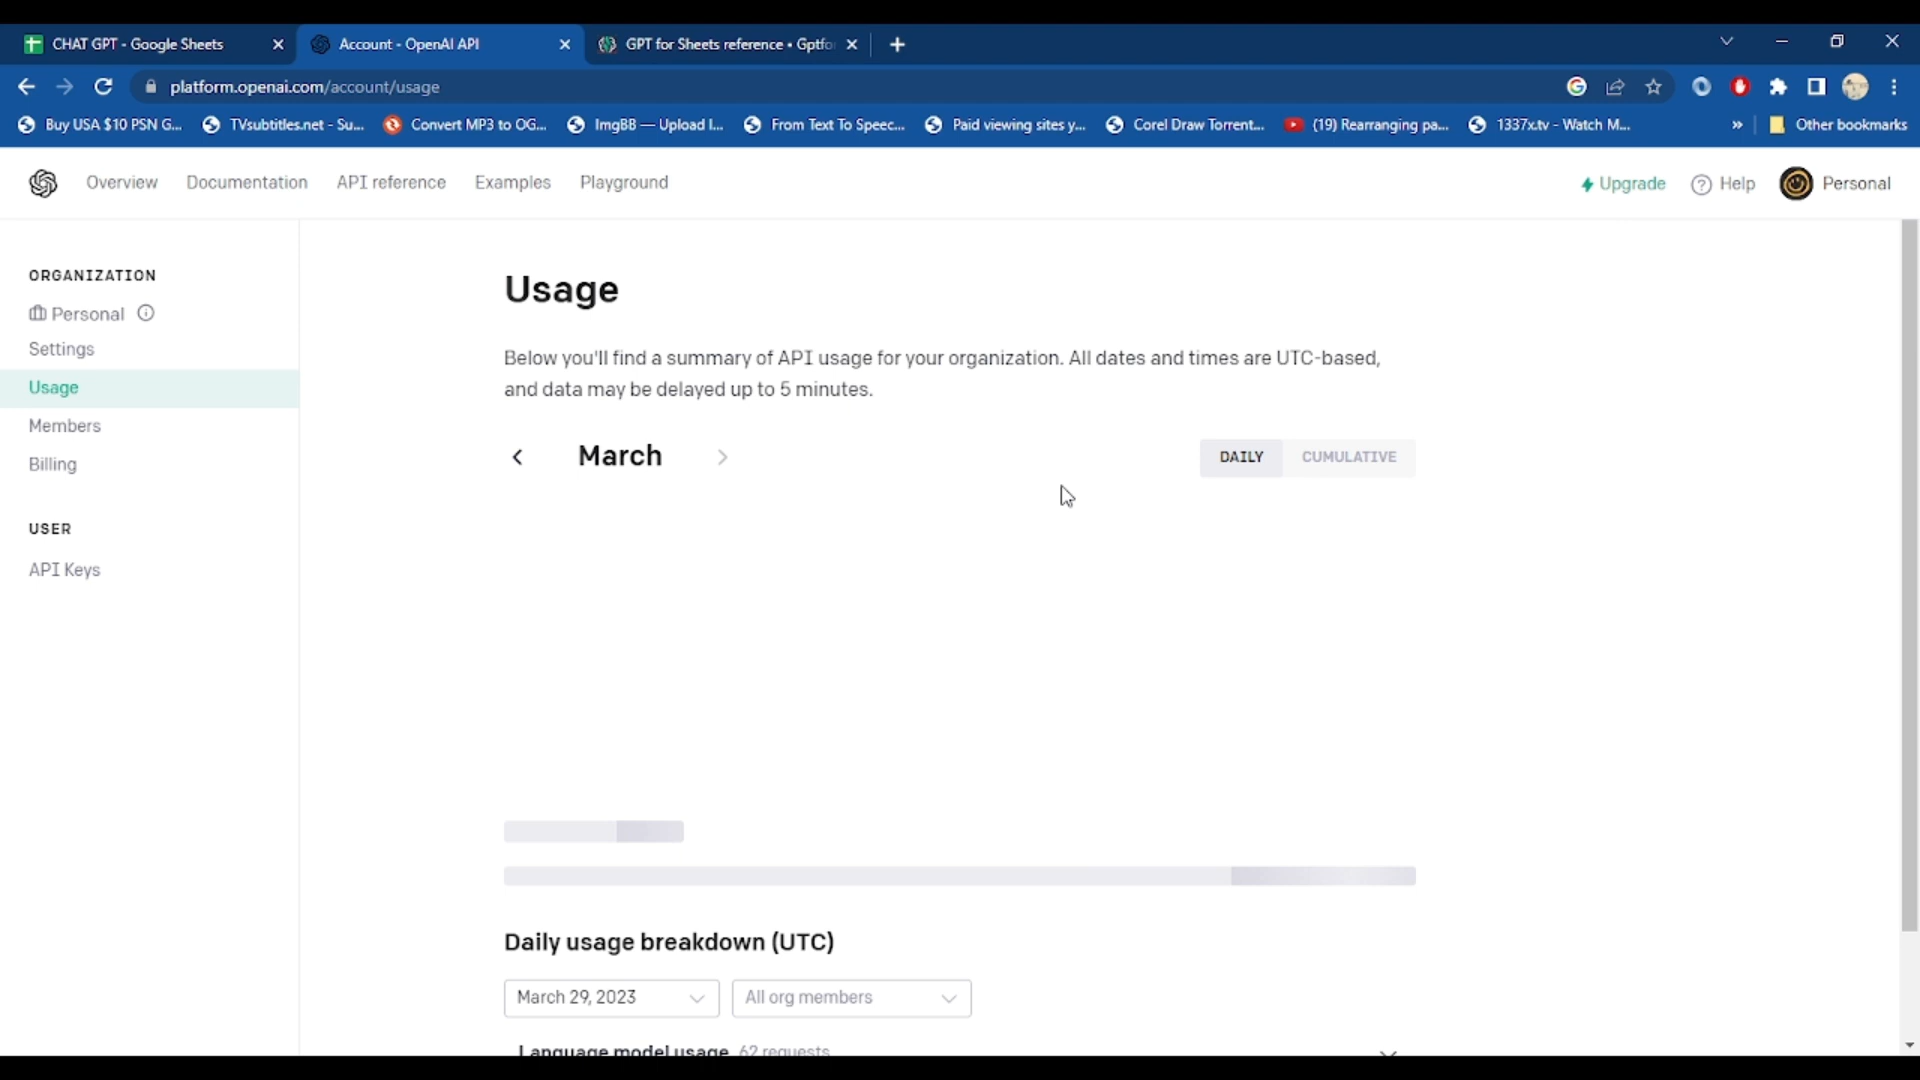 CHAT GPT - Google Sheets
Account - OpenAI API
GPT for Sheets reference • Gptfo
platform.openai.com/account/usage
Buy USA $10 PSN G...
TVsubtitles.net - Su...
Convert MP3 to OG...
ImgBB — Upload I...
From Text To Speec...
Paid viewing sites y...
Corel Draw Torrent...
(19) Rearranging pa...
1337x.tv - Watch M...
»
Other bookmarks
Overview
Documentation
API reference
Examples
Playground
Upgrade
Help
Personal
ORGANIZATION
Personal
Settings
Usage
Members
Billing
USER
API Keys
Usage
Below you'll find a summary of API usage for your organization. All dates and times are UTC-based,
and data may be delayed up to 5 minutes.
March
DAILY
CUMULATIVE
Daily usage breakdown (UTC)
March 29, 2023
All org members
Language model usage 62 requests